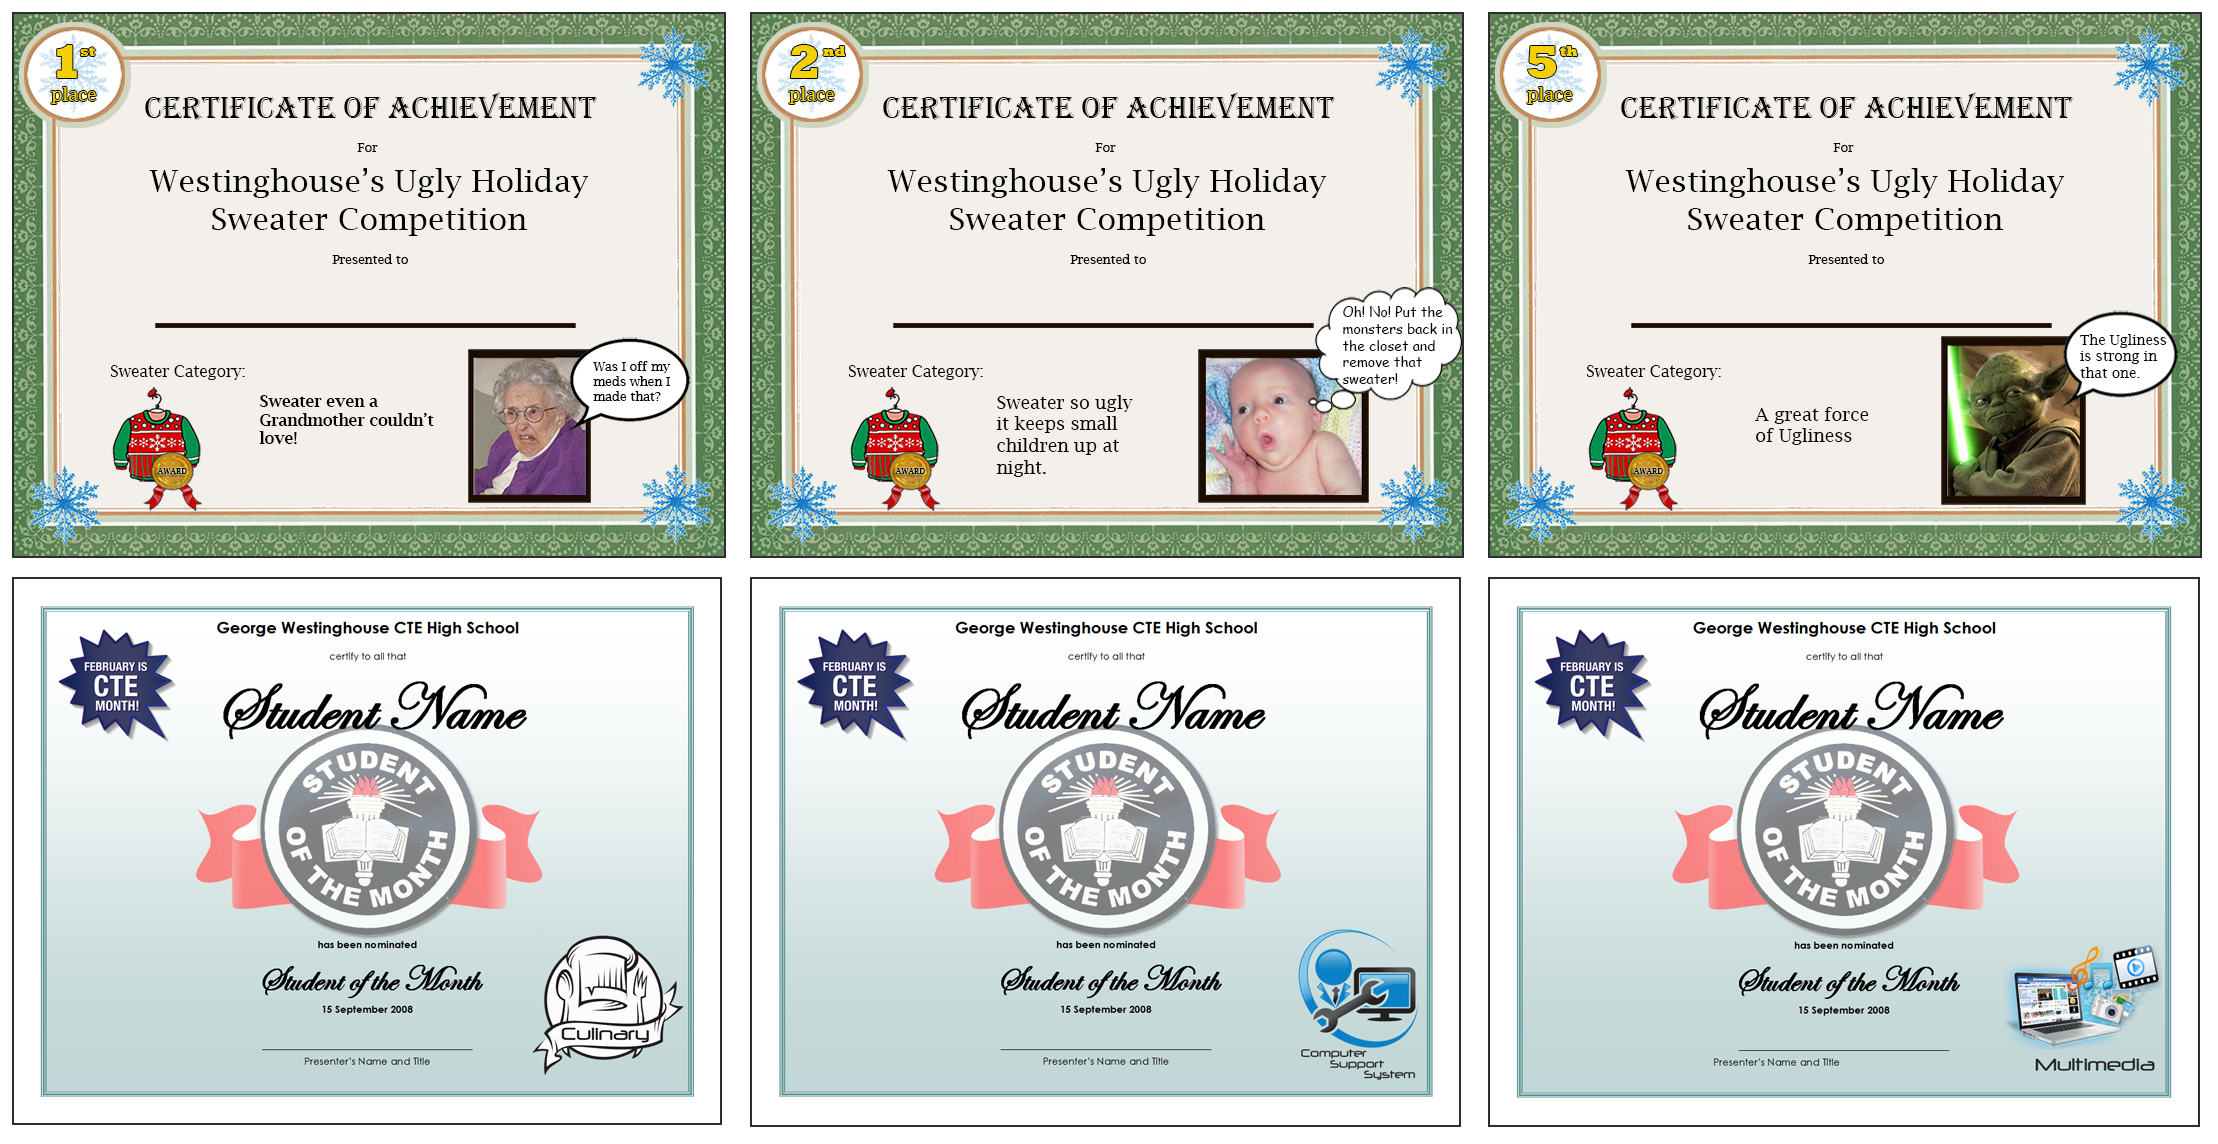 1st
place
CERTIFICATE OF ACHIEVEMENT
For
Westinghouse’s Ugly Holiday
Sweater Competition
Presented to
Sweater Category:
Sweater even a
Grandmother couldn’t
love!
AWARD
Was I off my
meds when I
made that?
2nd
place
CERTIFICATE OF ACHIEVEMENT
For
Westinghouse’s Ugly Holiday
Sweater Competition
Presented to
Sweater Category:
Sweater so ugly
it keeps small
children up at
night.
AWARD
Oh! No! Put the
monsters back in
the closet and
remove that
sweater!
5th
place
CERTIFICATE OF ACHIEVEMENT
For
Westinghouse’s Ugly Holiday
Sweater Competition
Presented to
Sweater Category:
A great force
of Ugliness
AWARD
The Ugliness
is strong in
that one.
George Westinghouse CTE High School
certify to all that
FEBRUARY IS
CTE
MONTH!
Student Name
STUDENT
OF THE MONTH
has been nominated
Student of the Month
15 September 2008
Presenter’s Name and Title
Culinary
George Westinghouse CTE High School
certify to all that
FEBRUARY IS
CTE
MONTH!
Student Name
STUDENT
OF THE MONTH
has been nominated
Student of the Month
15 September 2008
Presenter’s Name and Title
Computer
Support
System
George Westinghouse CTE High School
certify to all that
FEBRUARY IS
CTE
MONTH!
Student Name
STUDENT
OF THE MONTH
has been nominated
Student of the Month
15 September 2008
Presenter’s Name and Title
Multimedia